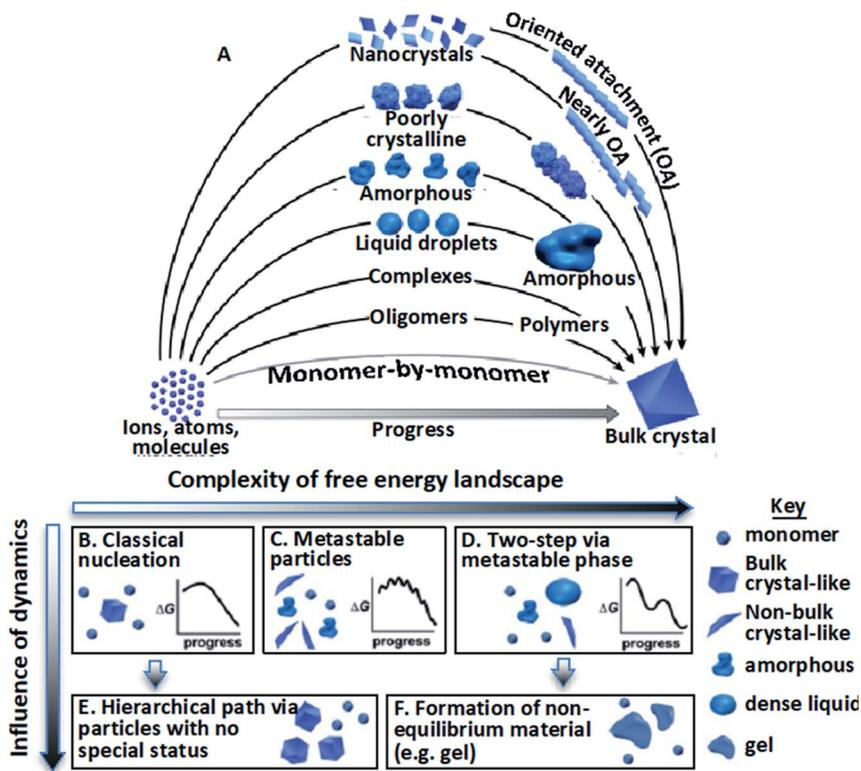 A
Nanocrystals
Oriented attachment (OA)
Nearly OA
Poorly
crystalline
Amorphous
Liquid droplets
Amorphous
Complexes
Oligomers
Polymers
Monomer-by-monomer
Ions, atoms,
molecules
Progress
Bulk crystal
Complexity of free energy landscape
Influence of dynamics
B. Classical
nucleation
ΔG
progress
C. Metastable
particles
ΔG
progress
D. Two-step via
metastable phase
ΔG
progress
E. Hierarchical path via
particles with no
special status
F. Formation of non-
equilibrium material
(e.g. gel)
Key
monomer
Bulk
crystal-like
Non-bulk
crystal-like
amorphous
dense liquid
gel